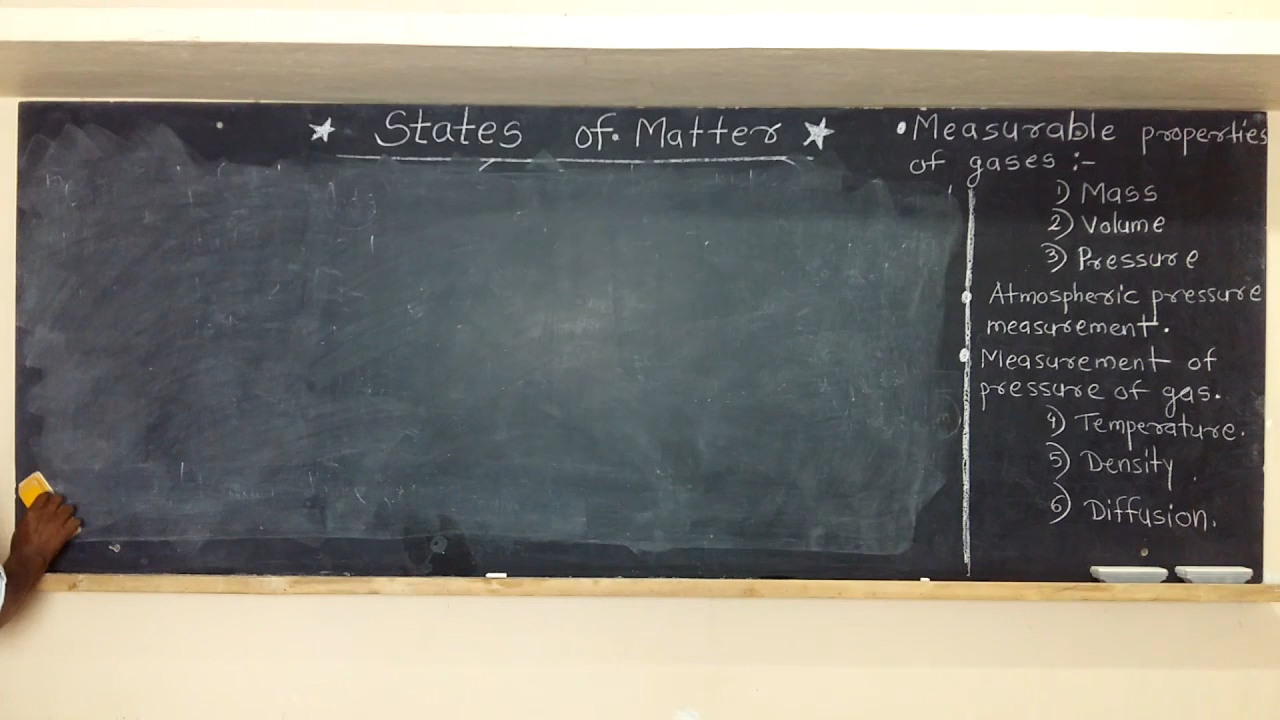 ★ States of Matter ★
• Measurable properties
of gases :-
1) Mass
2) Volume
3) Pressure
• Atmospheric pressure
measurement.
• Measurement of
pressure of gas.
4) Temperature.
5) Density.
6) Diffusion.